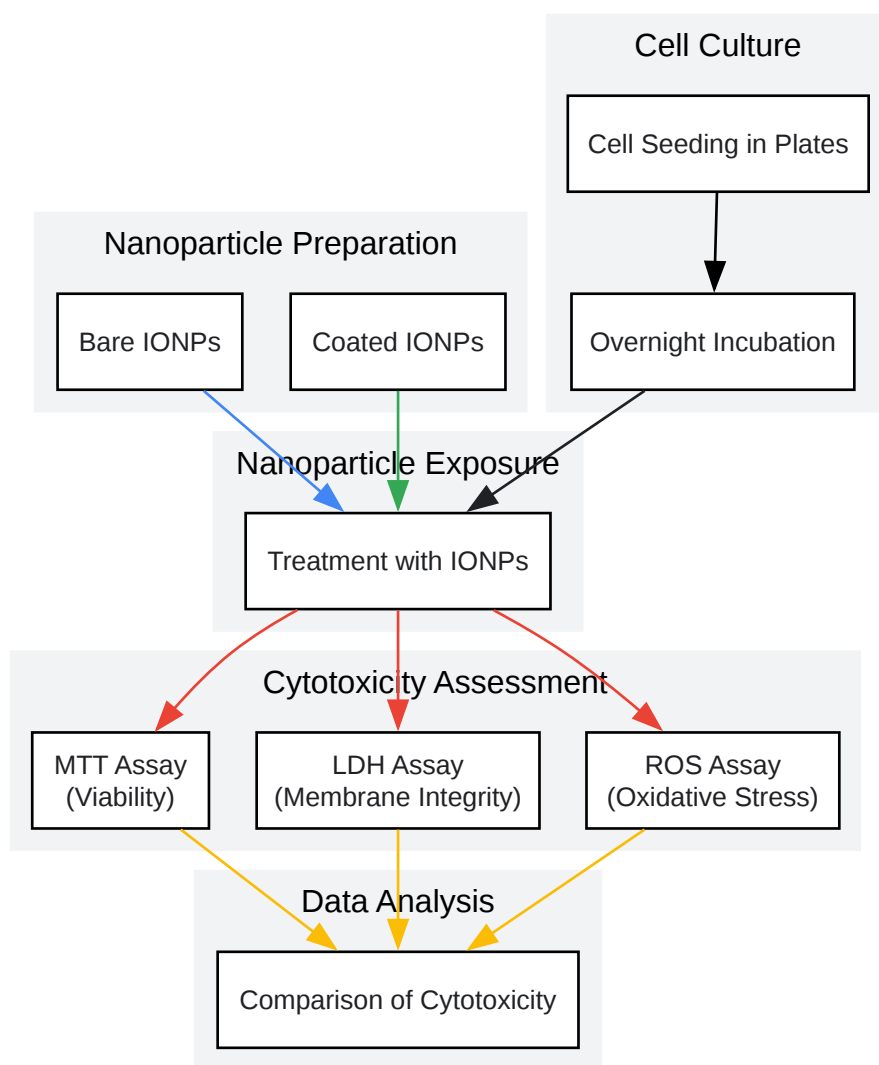 Cell Culture
Cell Seeding in Plates
Nanoparticle Preparation
Bare IONPs
Coated IONPs
Overnight Incubation
Nanoparticle Exposure
Treatment with IONPs
Cytotoxicity Assessment
MTT Assay
(Viability)
LDH Assay
(Membrane Integrity)
ROS Assay
(Oxidative Stress)
Data Analysis
Comparison of Cytotoxicity